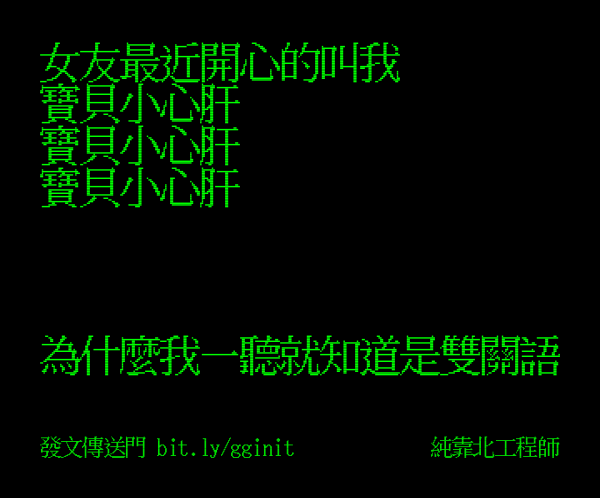 女友最近開心的叫我
寶貝小心肝
寶貝小心肝
寶貝小心肝
為什麼我一聽就知道是雙關語
發文傳送門 bit.ly/gginit
純靠北工程師